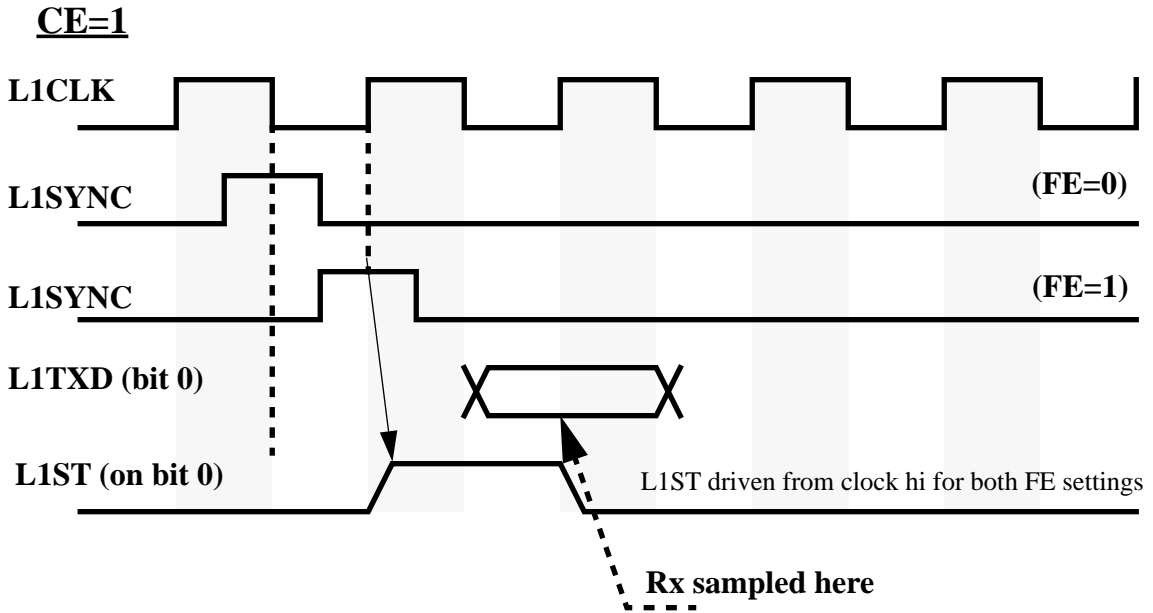 CE=1
L1CLK
L1SYNC (FE=0)
L1SYNC (FE=1)
L1TXD (bit 0)
L1ST (on bit 0)
L1ST driven from clock hi for both FE settings
Rx sampled here